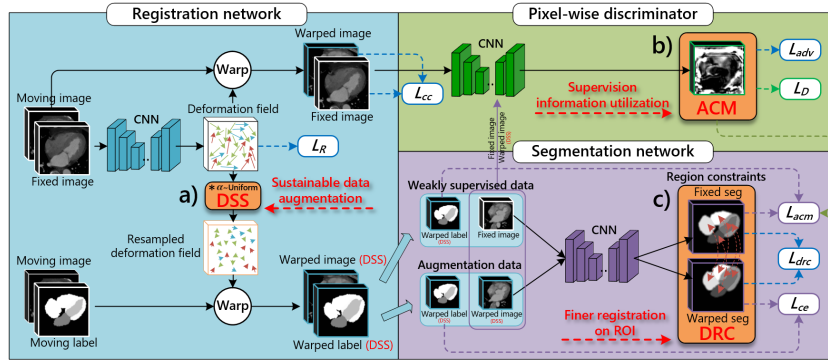 Registration network
Warped image
Warp
Moving image
CNN
Deformation field
Fixed image
Fixed image
L_cc
L_R
a)
* α~Uniform
DSS
Sustainable data
augmentation
Resampled
deformation field
Moving image
Moving label
Warp
Warped image (DSS)
Warped label (DSS)
Pixel-wise discriminator
CNN
b)
Supervision
information utilization
ACM
L_adv
L_D
Fixed image
Warped image
(DSS)
Segmentation network
Weakly supervised data
Warped label
(DSS)
Fixed image
Augmentation data
Warped label
(DSS)
Warped image
(DSS)
CNN
Finer registration
on ROI
Region constraints
c)
Fixed seg
Warped seg
DRC
L_acm
L_drc
L_ce